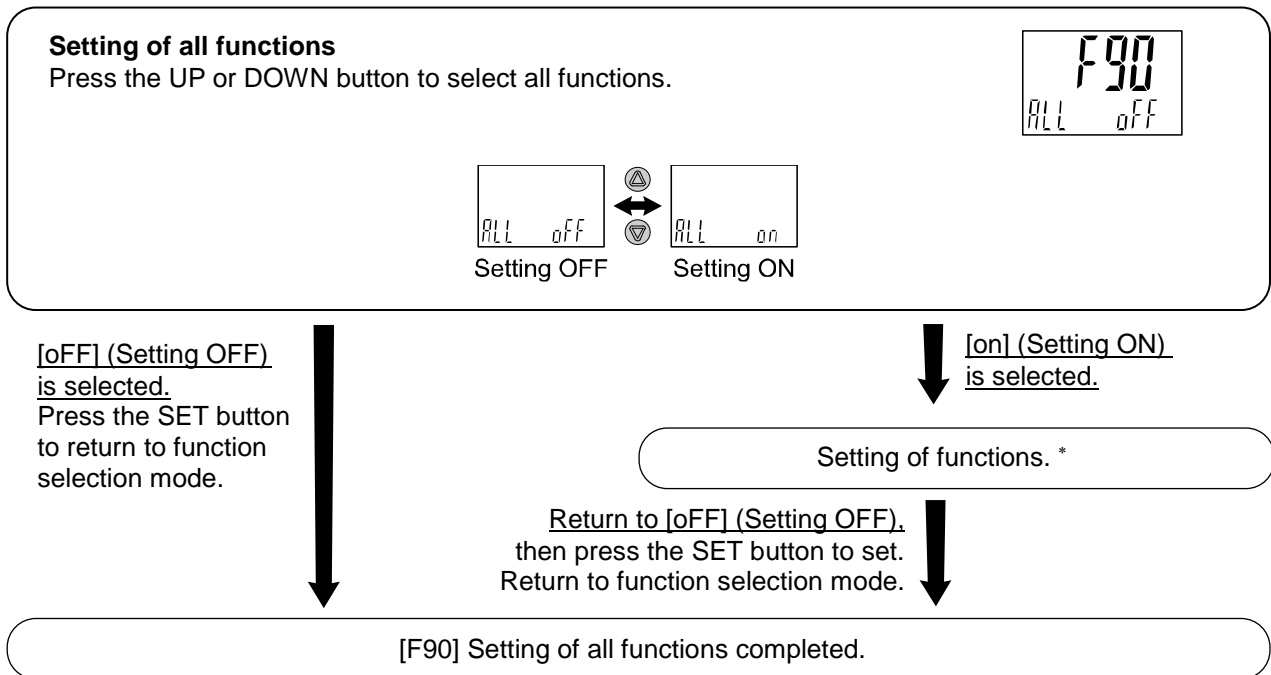 Setting of all functions
Press the UP or DOWN button to select all functions.
F90
ALL oFF
ALL oFF
ALL on
Setting OFF
Setting ON
[oFF] (Setting OFF)
is selected.
Press the SET button
to return to function
selection mode.
[on] (Setting ON)
is selected.
Setting of functions. *
Return to [oFF] (Setting OFF),
then press the SET button to set.
Return to function selection mode.
[F90] Setting of all functions completed.